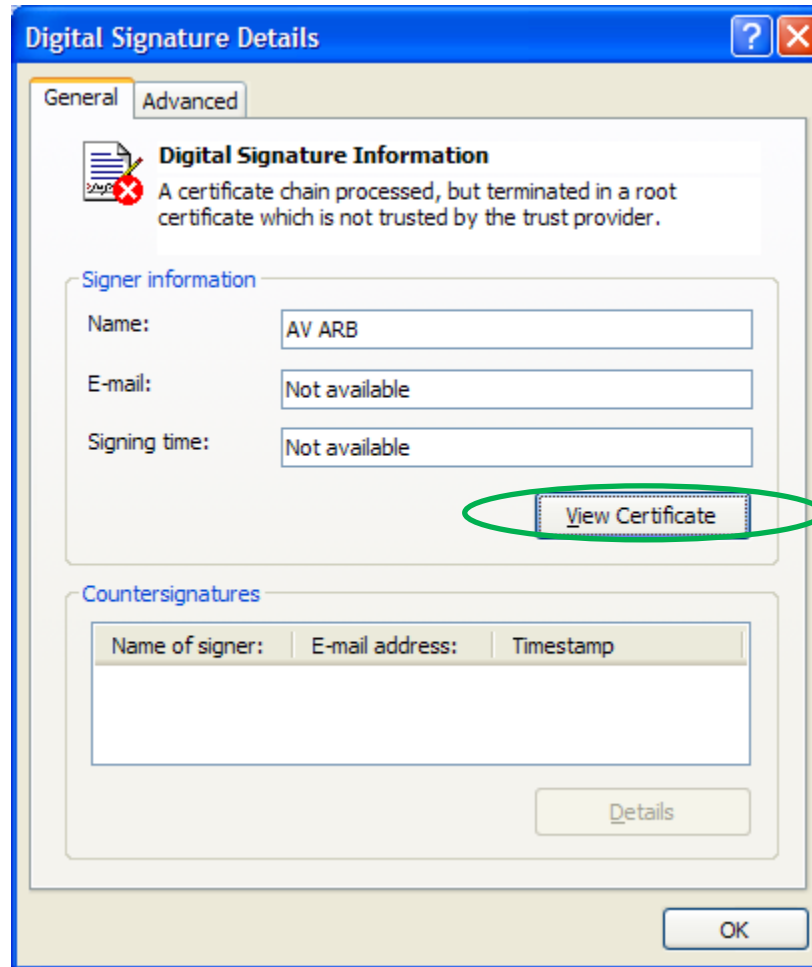 Digital Signature Details
General Advanced
Digital Signature Information
A certificate chain processed, but terminated in a root
certificate which is not trusted by the trust provider.
Signer information
Name: AV ARB
E-mail: Not available
Signing time: Not available
View Certificate
Countersignatures
Name of signer: E-mail address: Timestamp
Details
OK